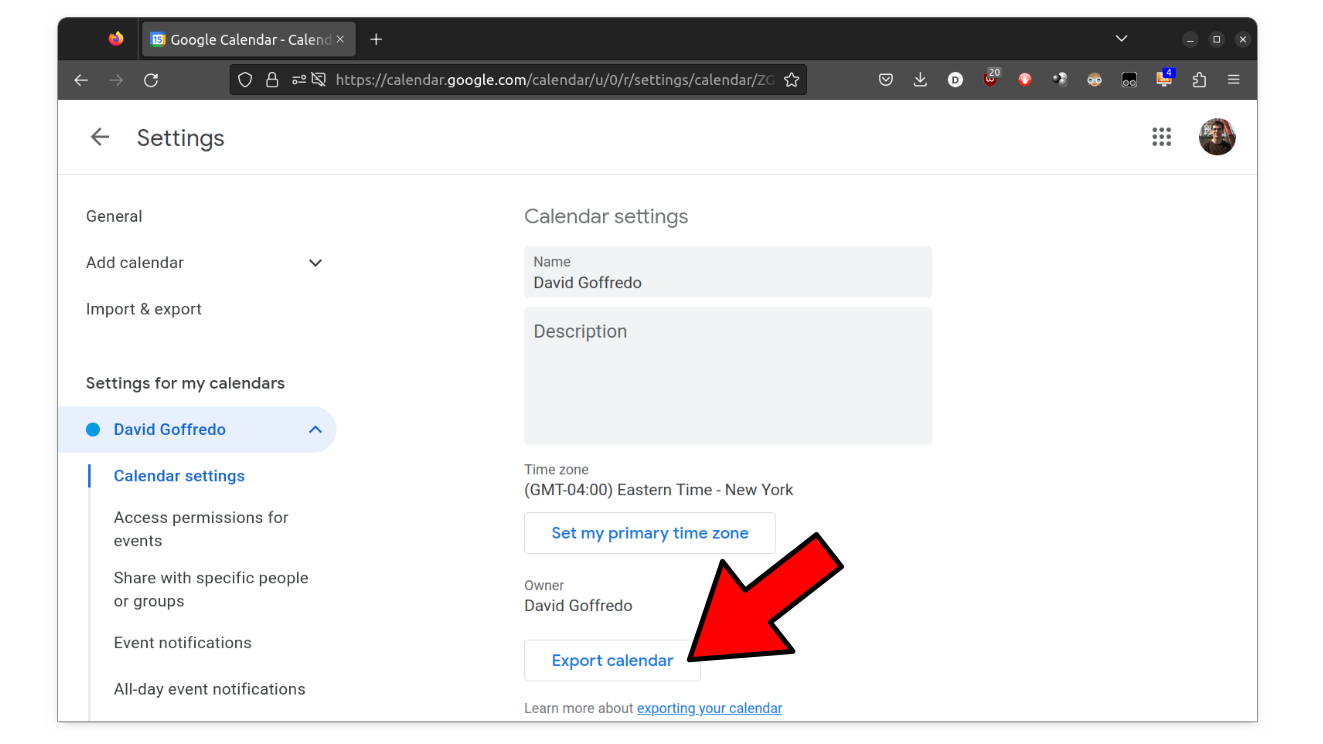 Google Calendar - Calend
https://calendar.google.com/calendar/u/0/r/settings/calendar/ZG
D
20
4
Settings
General
Add calendar
Import & export
Settings for my calendars
David Goffredo
Calendar settings
Access permissions for
events
Share with specific people
or groups
Event notifications
All-day event notifications
Calendar settings
Name
David Goffredo
Description
Time zone
(GMT-04:00) Eastern Time - New York
Set my primary time zone
Owner
David Goffredo
Export calendar
Learn more about exporting your calendar